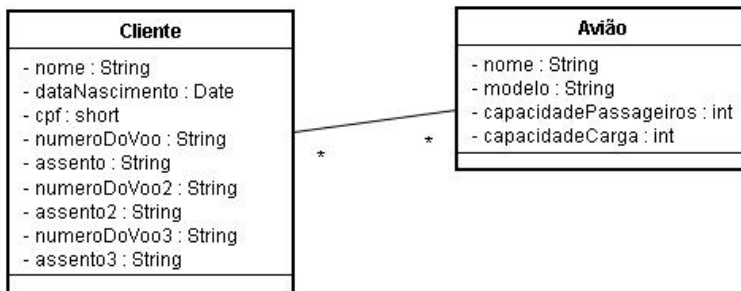 Cliente
- nome : String
- dataNascimento : Date
- cpf : short
- numeroDoVoo : String
- assento : String
- numeroDoVoo2 : String
- assento2 : String
- numeroDoVoo3 : String
- assento3 : String
*
*
Avião
- nome : String
- modelo : String
- capacidadePassageiros : int
- capacidadeCarga : int